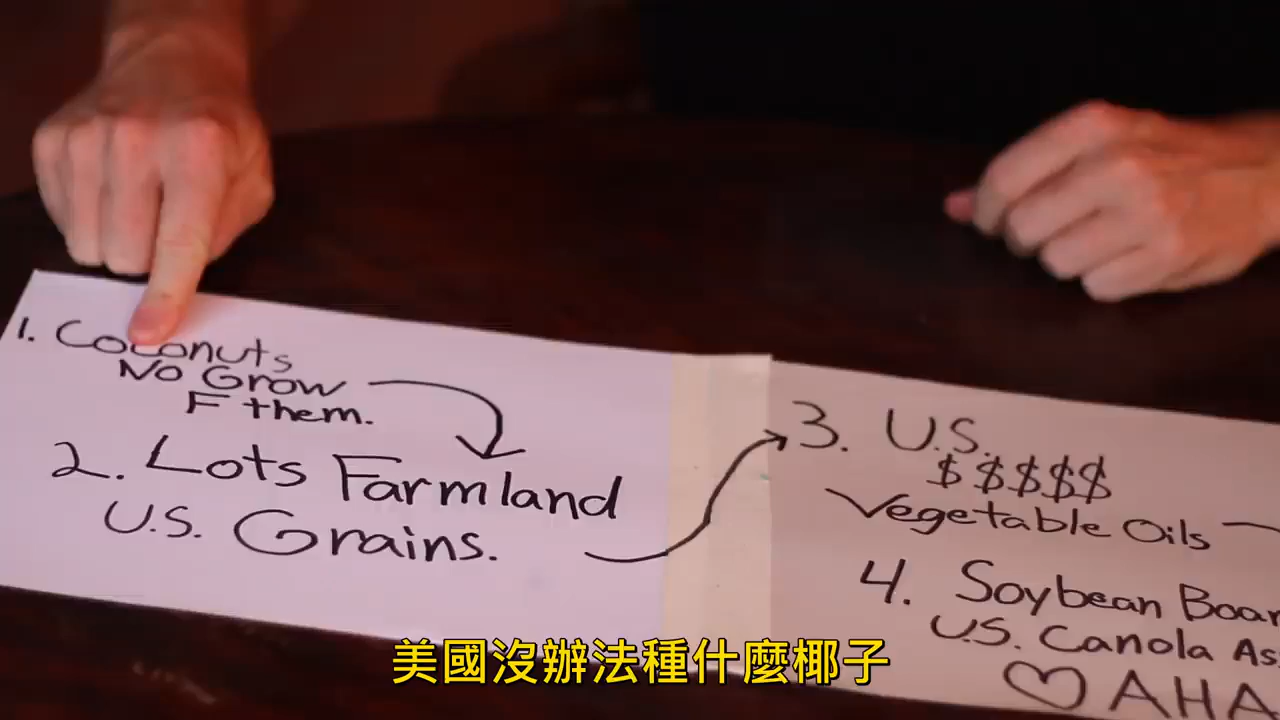 1. Coconuts
No Grow
F them.
2. Lots Farmland
U.S. Grains.
3. U.S.
$$$$$
Vegetable Oils
4. Soybean Boar
U.S. Canola As
♡ AHA
美國沒辦法種什麼椰子